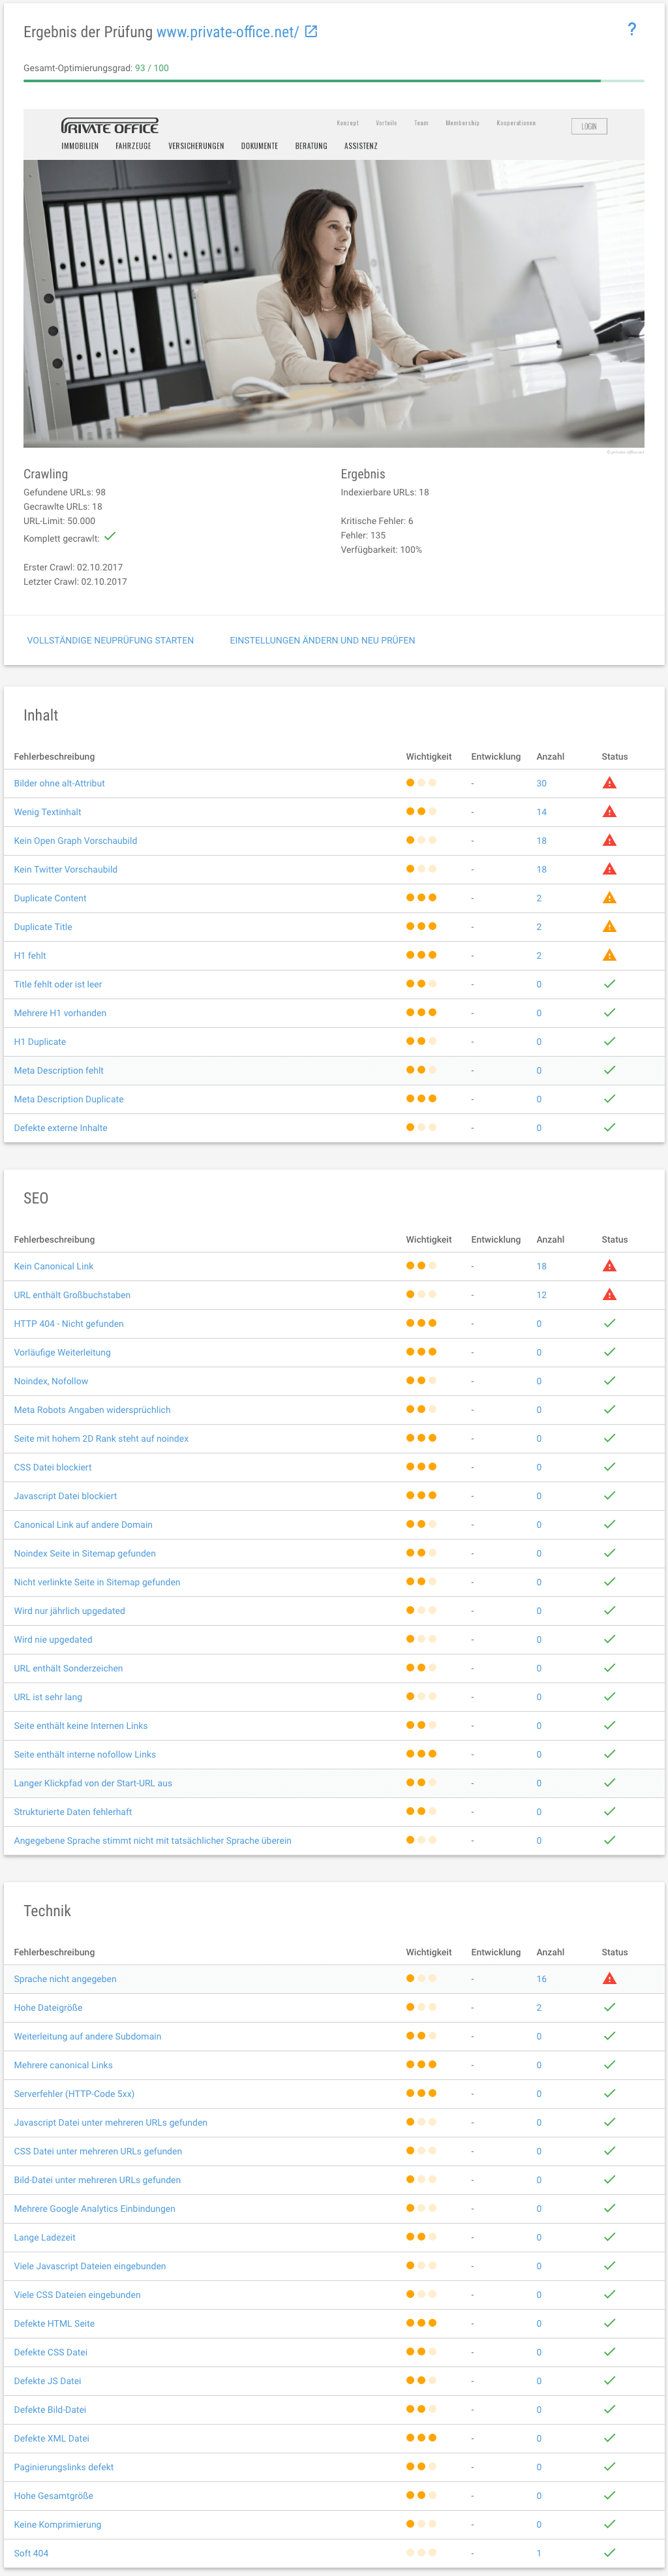 Ergebnis der Prüfung www.private-office.net/
?
Gesamt-Optimierungsgrad: 93 / 100
PRIVATE OFFICE
Konzept Vorteile Team Membership Kooperationen
LOGIN
IMMOBILIEN FAHRZEUGE VERSICHERUNGEN DOKUMENTE BERATUNG ASSISTENZ
Crawling
Gefundene URLs: 98
Gecrawlte URLs: 18
URL-Limit: 50.000
Komplett gecrawlt:
Erster Crawl: 02.10.2017
Letzter Crawl: 02.10.2017
Ergebnis
Indexierbare URLs: 18
Kritische Fehler: 6
Fehler: 135
Verfügbarkeit: 100%
VOLLSTÄNDIGE NEUPRÜFUNG STARTEN EINSTELLUNGEN ÄNDERN UND NEU PRÜFEN
Inhalt
Fehlerbeschreibung Wichtigkeit Entwicklung Anzahl Status
Bilder ohne alt-Attribut - 30
Wenig Textinhalt - 14
Kein Open Graph Vorschaubild - 18
Kein Twitter Vorschaubild - 18
Duplicate Content - 2
Duplicate Title - 2
H1 fehlt - 2
Title fehlt oder ist leer - 0
Mehrere H1 vorhanden - 0
H1 Duplicate - 0
Meta Description fehlt - 0
Meta Description Duplicate - 0
Defekte externe Inhalte - 0
SEO
Fehlerbeschreibung Wichtigkeit Entwicklung Anzahl Status
Kein Canonical Link - 18
URL enthält Großbuchstaben - 12
HTTP 404 - Nicht gefunden - 0
Vorläufige Weiterleitung - 0
Noindex, Nofollow - 0
Meta Robots Angaben widersprüchlich - 0
Seite mit hohem 2D Rank steht auf noindex - 0
CSS Datei blockiert - 0
Javascript Datei blockiert - 0
Canonical Link auf andere Domain - 0
Noindex Seite in Sitemap gefunden - 0
Nicht verlinkte Seite in Sitemap gefunden - 0
Wird nur jährlich upgedated - 0
Wird nie upgedated - 0
URL enthält Sonderzeichen - 0
URL ist sehr lang - 0
Seite enthält keine Internen Links - 0
Seite enthält interne nofollow Links - 0
Langer Klickpfad von der Start-URL aus - 0
Strukturierte Daten fehlerhaft - 0
Angegebene Sprache stimmt nicht mit tatsächlicher Sprache überein - 0
Technik
Fehlerbeschreibung Wichtigkeit Entwicklung Anzahl Status
Sprache nicht angegeben - 16
Hohe Dateigröße - 2
Weiterleitung auf andere Subdomain - 0
Mehrere canonical Links - 0
Serverfehler (HTTP-Code 5xx) - 0
Javascript Datei unter mehreren URLs gefunden - 0
CSS Datei unter mehreren URLs gefunden - 0
Bild-Datei unter mehreren URLs gefunden - 0
Mehrere Google Analytics Einbindungen - 0
Lange Ladezeit - 0
Viele Javascript Dateien eingebunden - 0
Viele CSS Dateien eingebunden - 0
Defekte HTML Seite - 0
Defekte CSS Datei - 0
Defekte JS Datei - 0
Defekte Bild-Datei - 0
Defekte XML Datei - 0
Paginierungslinks defekt - 0
Hohe Gesamtgröße - 0
Keine Komprimierung - 0
Soft 404 - 1